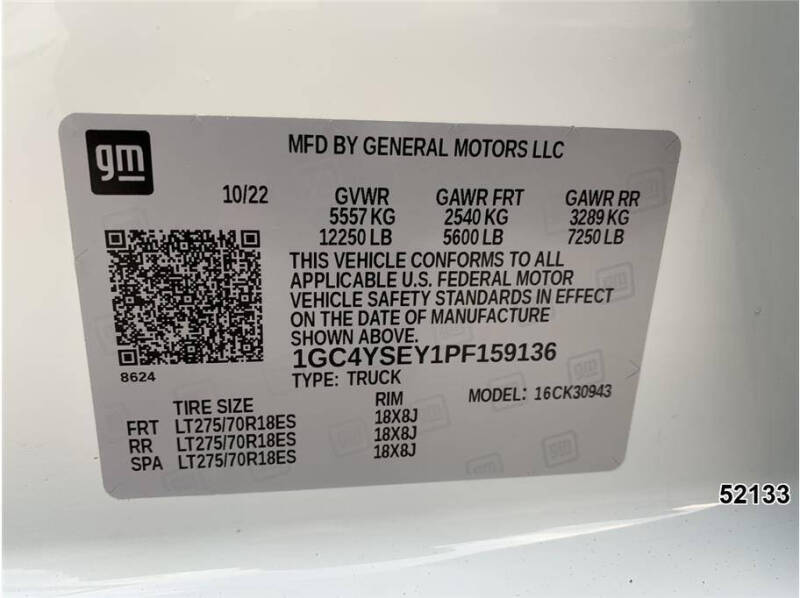 gm
MFD BY GENERAL MOTORS LLC
10/22 GVWR GAWR FRT GAWR RR
5557 KG 2540 KG 3289 KG
12250 LB 5600 LB 7250 LB
THIS VEHICLE CONFORMS TO ALL
APPLICABLE U.S. FEDERAL MOTOR
VEHICLE SAFETY STANDARDS IN EFFECT
ON THE DATE OF MANUFACTURE
SHOWN ABOVE.
1GC4YSEY1PF159136
8624
TYPE: TRUCK MODEL: 16CK30943
TIRE SIZE RIM
FRT LT275/70R18ES 18X8J
RR LT275/70R18ES 18X8J
SPA LT275/70R18ES 18X8J
52133